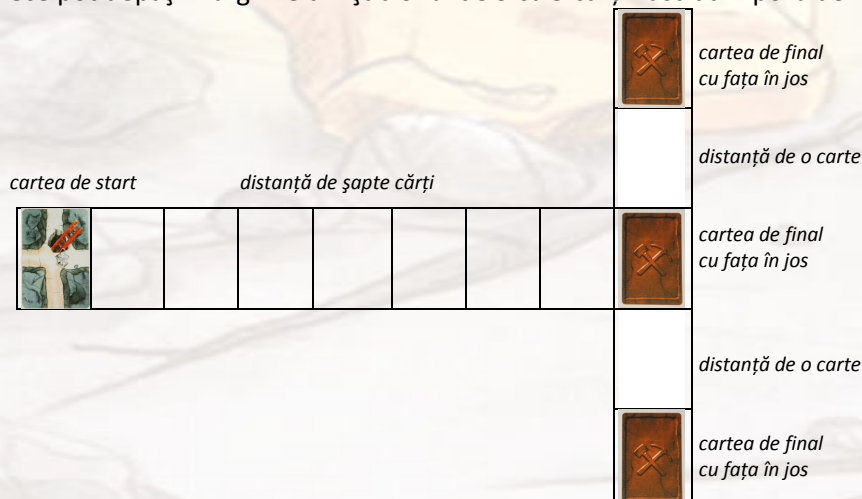 cartea de final
cu fața în jos
distanță de o carte
cartea de start
distanță de șapte cărți
cartea de final
cu fața în jos
distanță de o carte
cartea de final
cu fața în jos